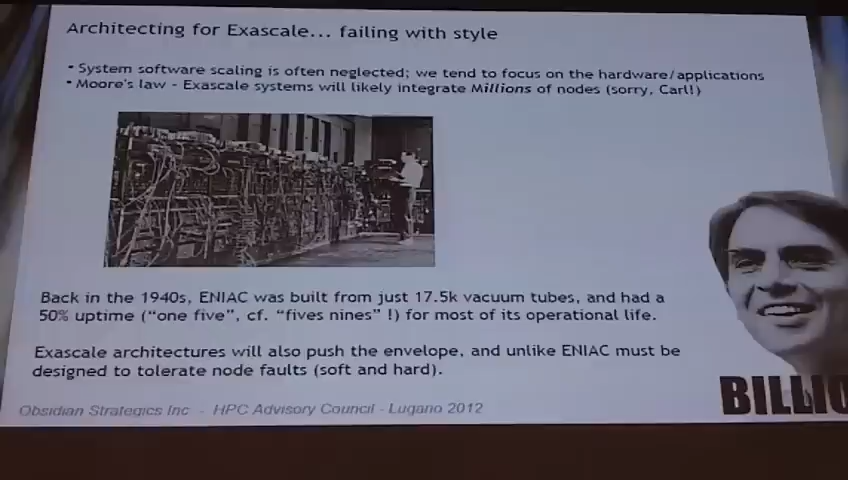 Architecting for Exascale... failing with style
• System software scaling is often neglected; we tend to focus on the hardware/applications
• Moore's law - Exascale systems will likely integrate Millions of nodes (sorry, Carl!)
Back in the 1940s, ENIAC was built from just 17.5k vacuum tubes, and had a
50% uptime ("one five", cf. "fives nines" !) for most of its operational life.
Exascale architectures will also push the envelope, and unlike ENIAC must be
designed to tolerate node faults (soft and hard).
BILLIO
Obsidian Strategics Inc - HPC Advisory Council - Lugano 2012